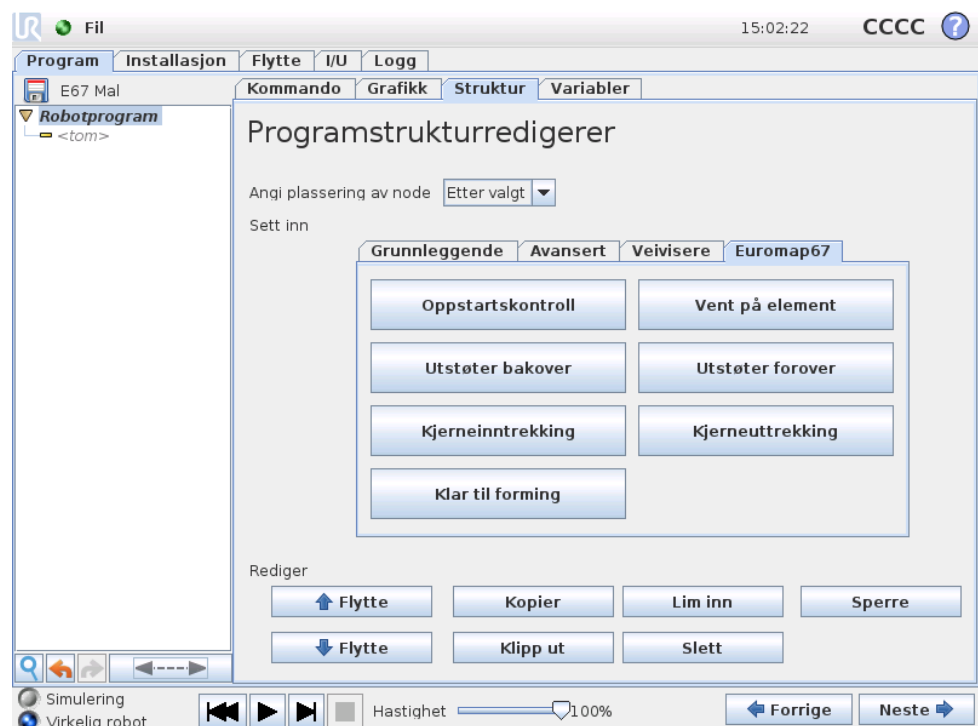 UR Fil 15:02:22 CCCC ?
Program Installasjon Flytte I/U Logg
E67 Mal
Robotprogram
<tom>
Kommando Grafikk Struktur Variabler
Programstrukturredigerer
Angi plassering av node Etter valgt
Sett inn
Grunnleggende Avansert Veivisere Euromap67
Oppstartskontroll Vent på element
Utstøter bakover Utstøter forover
Kjerneinntrekking Kjerneuttrekking
Klar til forming
Rediger
Flytte Kopier Lim inn Sperre
Flytte Klipp ut Slett
Simulering
Virkelig robot
Hastighet 100% Forrige Neste